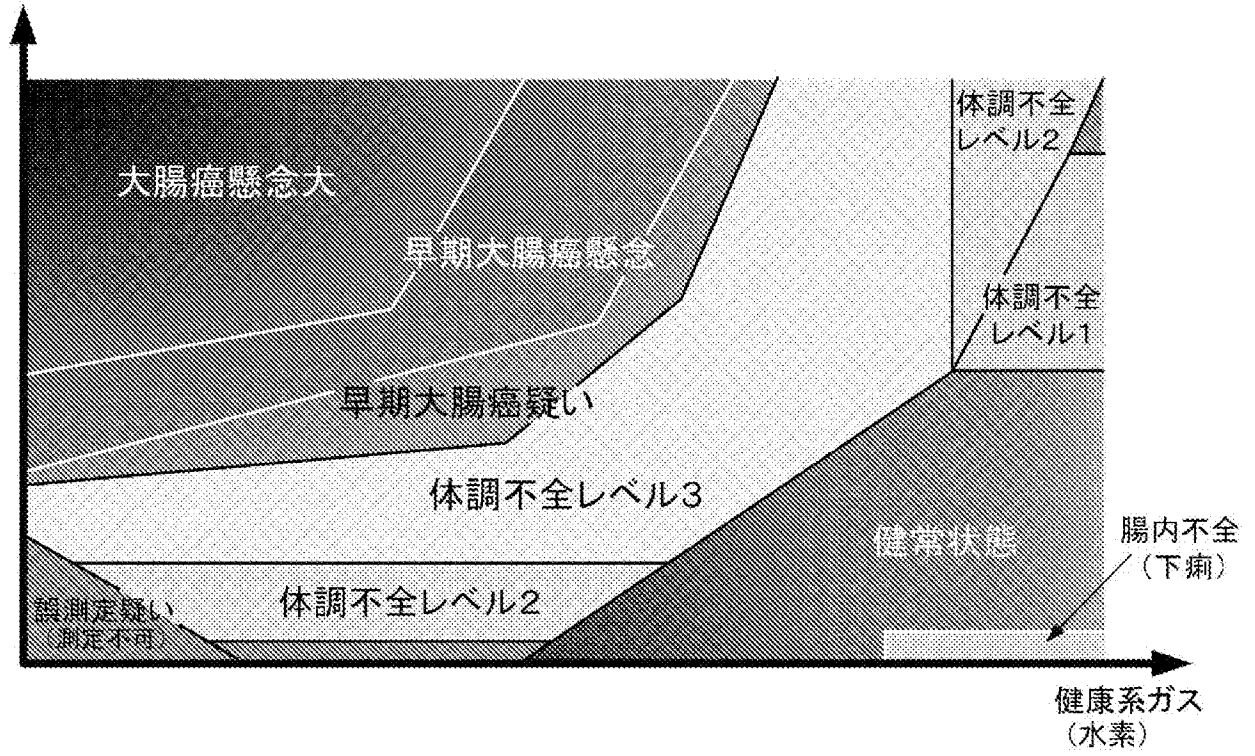 体調不全
レベル2
大腸癌懸念大
早期大腸癌懸念
体調不全
レベル1
早期大腸癌疑い
体調不全レベル3
健常状態
腸内不全
（下痢）
体調不全レベル2
誤測定疑い
（測定不可）
健康系ガス
（水素）